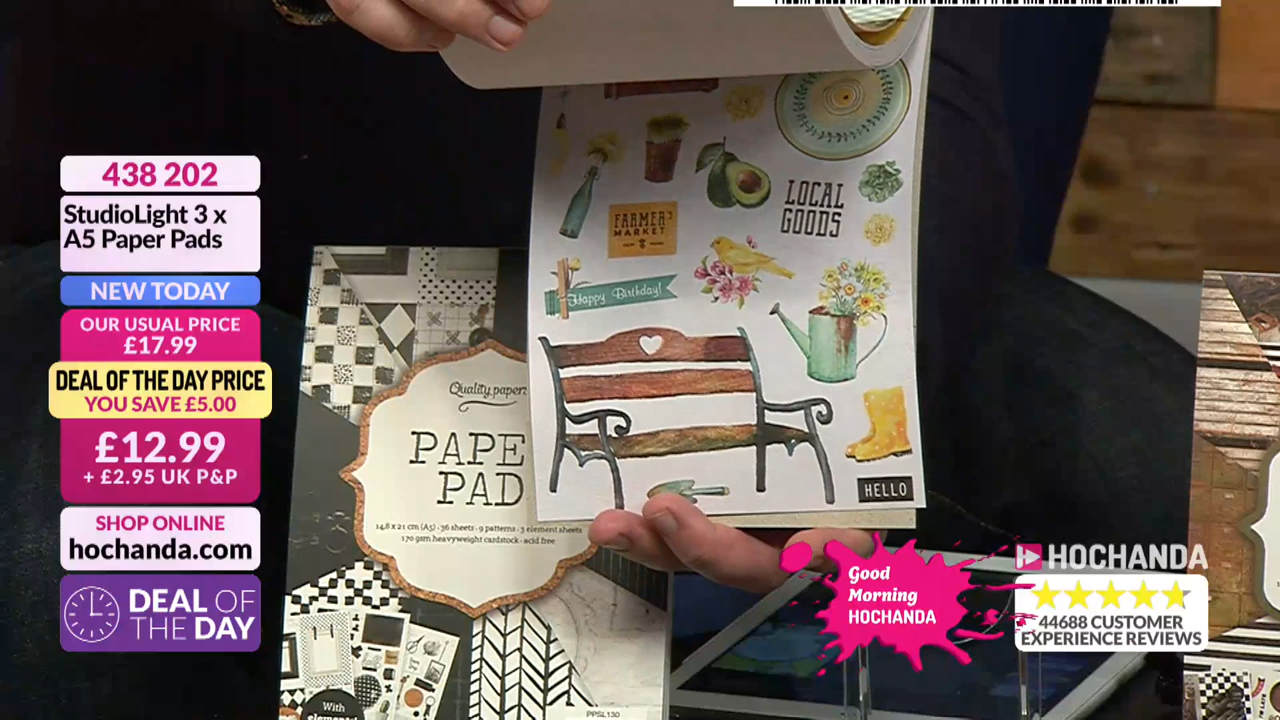 438 202
StudioLight 3 x
A5 Paper Pads
NEW TODAY
OUR USUAL PRICE
£17.99
DEAL OF THE DAY PRICE
YOU SAVE £5.00
£12.99
+ £2.95 UK P&P
SHOP ONLINE
hochanda.com
DEAL OF
THE DAY
LOCAL
GOODS
FARMER'S
MARKET
Happy Birthday!
HELLO
Quality paper
PAPE
PAD
14,8 x 21 cm (A5) · 36 sheets · 9 patterns · 3 element sheets
170 gsm heavyweight cardstock · acid free
With
PPSL130
Good
Morning
HOCHANDA
HOCHANDA
44688 CUSTOMER
EXPERIENCE REVIEWS